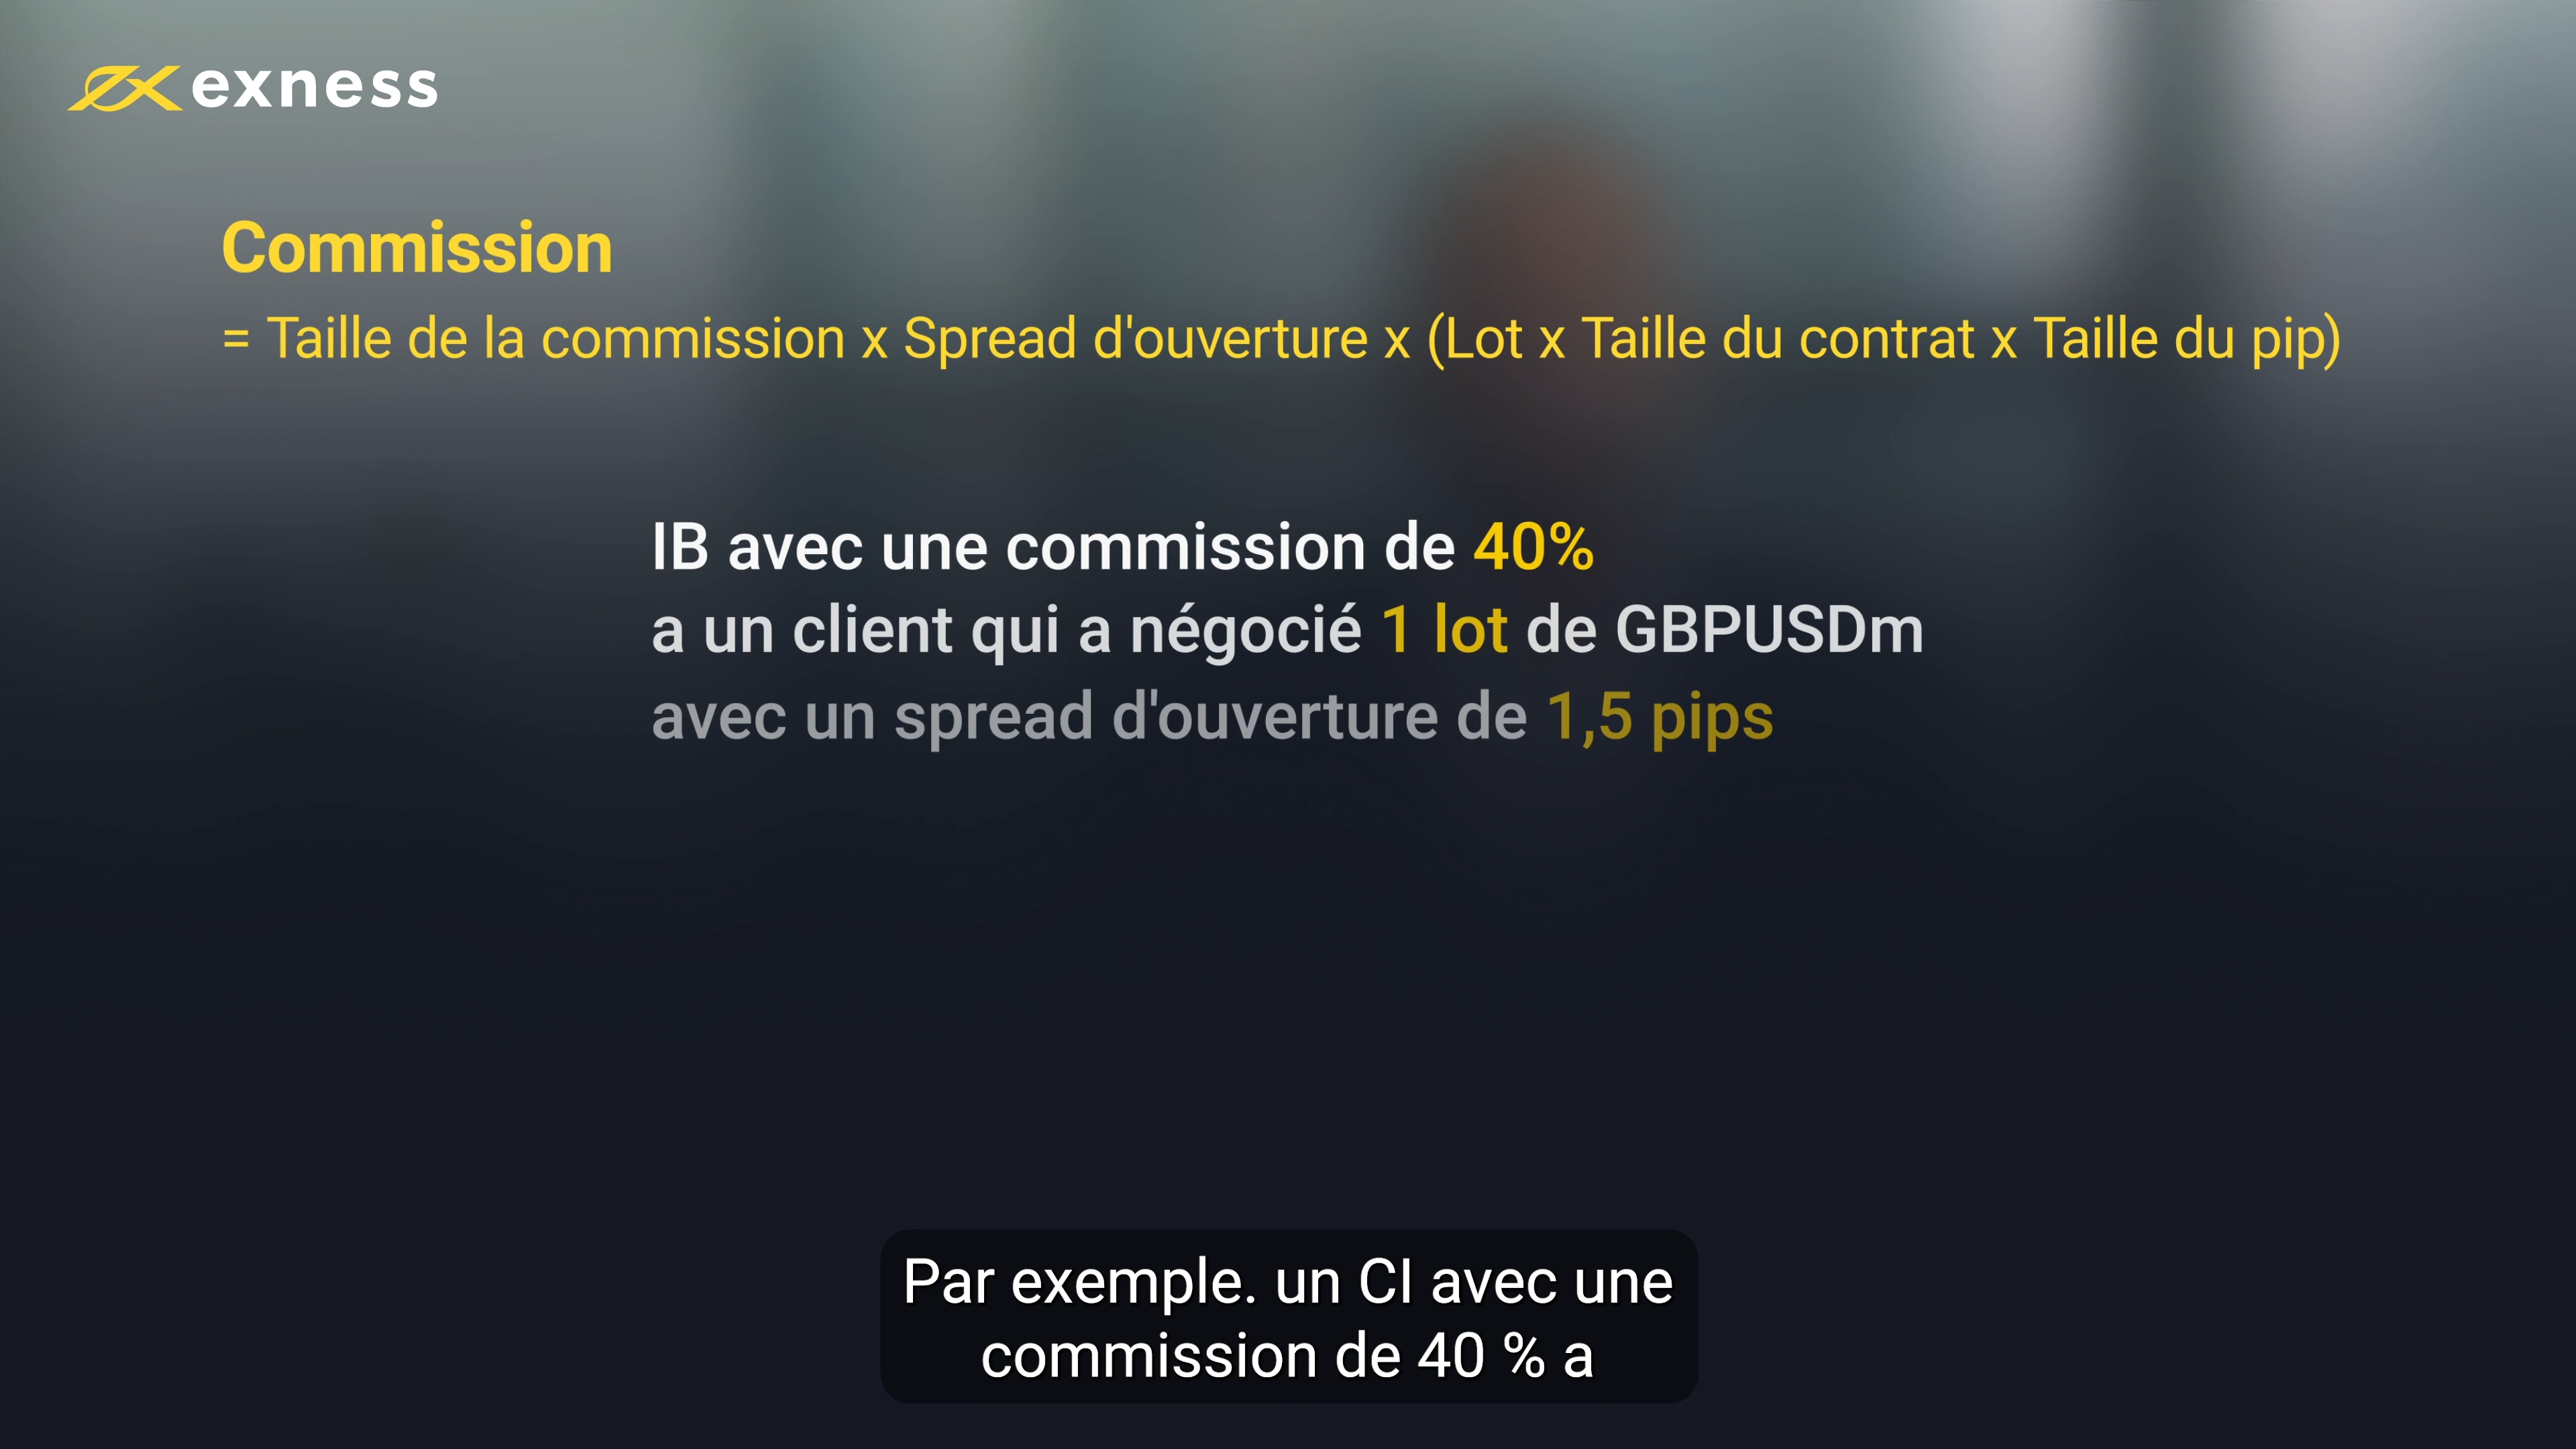 exness
Commission
= Taille de la commission x Spread d'ouverture x (Lot x Taille du contrat x Taille du pip)
IB avec une commission de 40%
a un client qui a négocié 1 lot de GBPUSDm
avec un spread d'ouverture de 1,5 pips
Par exemple. un CI avec une
commission de 40 % a